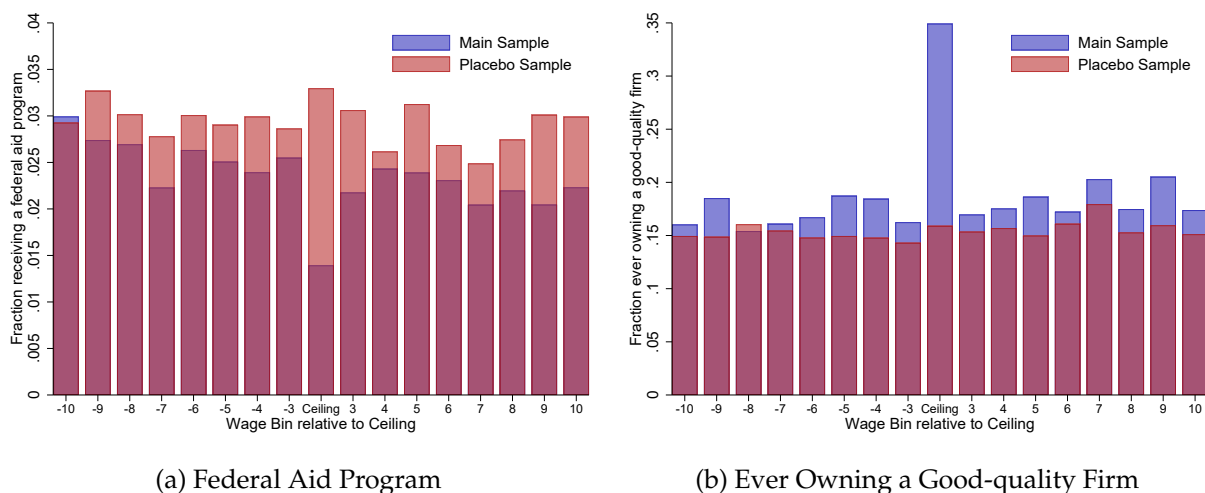 Fraction receiving a federal aid program
0 .005 .01 .015 .02 .025 .03 .035 .04
Main Sample
Placebo Sample
-10 -9 -8 -7 -6 -5 -4 -3 Ceiling 3 4 5 6 7 8 9 10
Wage Bin relative to Ceiling
(a) Federal Aid Program
Fraction ever owning a good-quality firm
0 .05 .1 .15 .2 .25 .3 .35
Main Sample
Placebo Sample
-10 -9 -8 -7 -6 -5 -4 -3 Ceiling 3 4 5 6 7 8 9 10
Wage Bin relative to Ceiling
(b) Ever Owning a Good-quality Firm